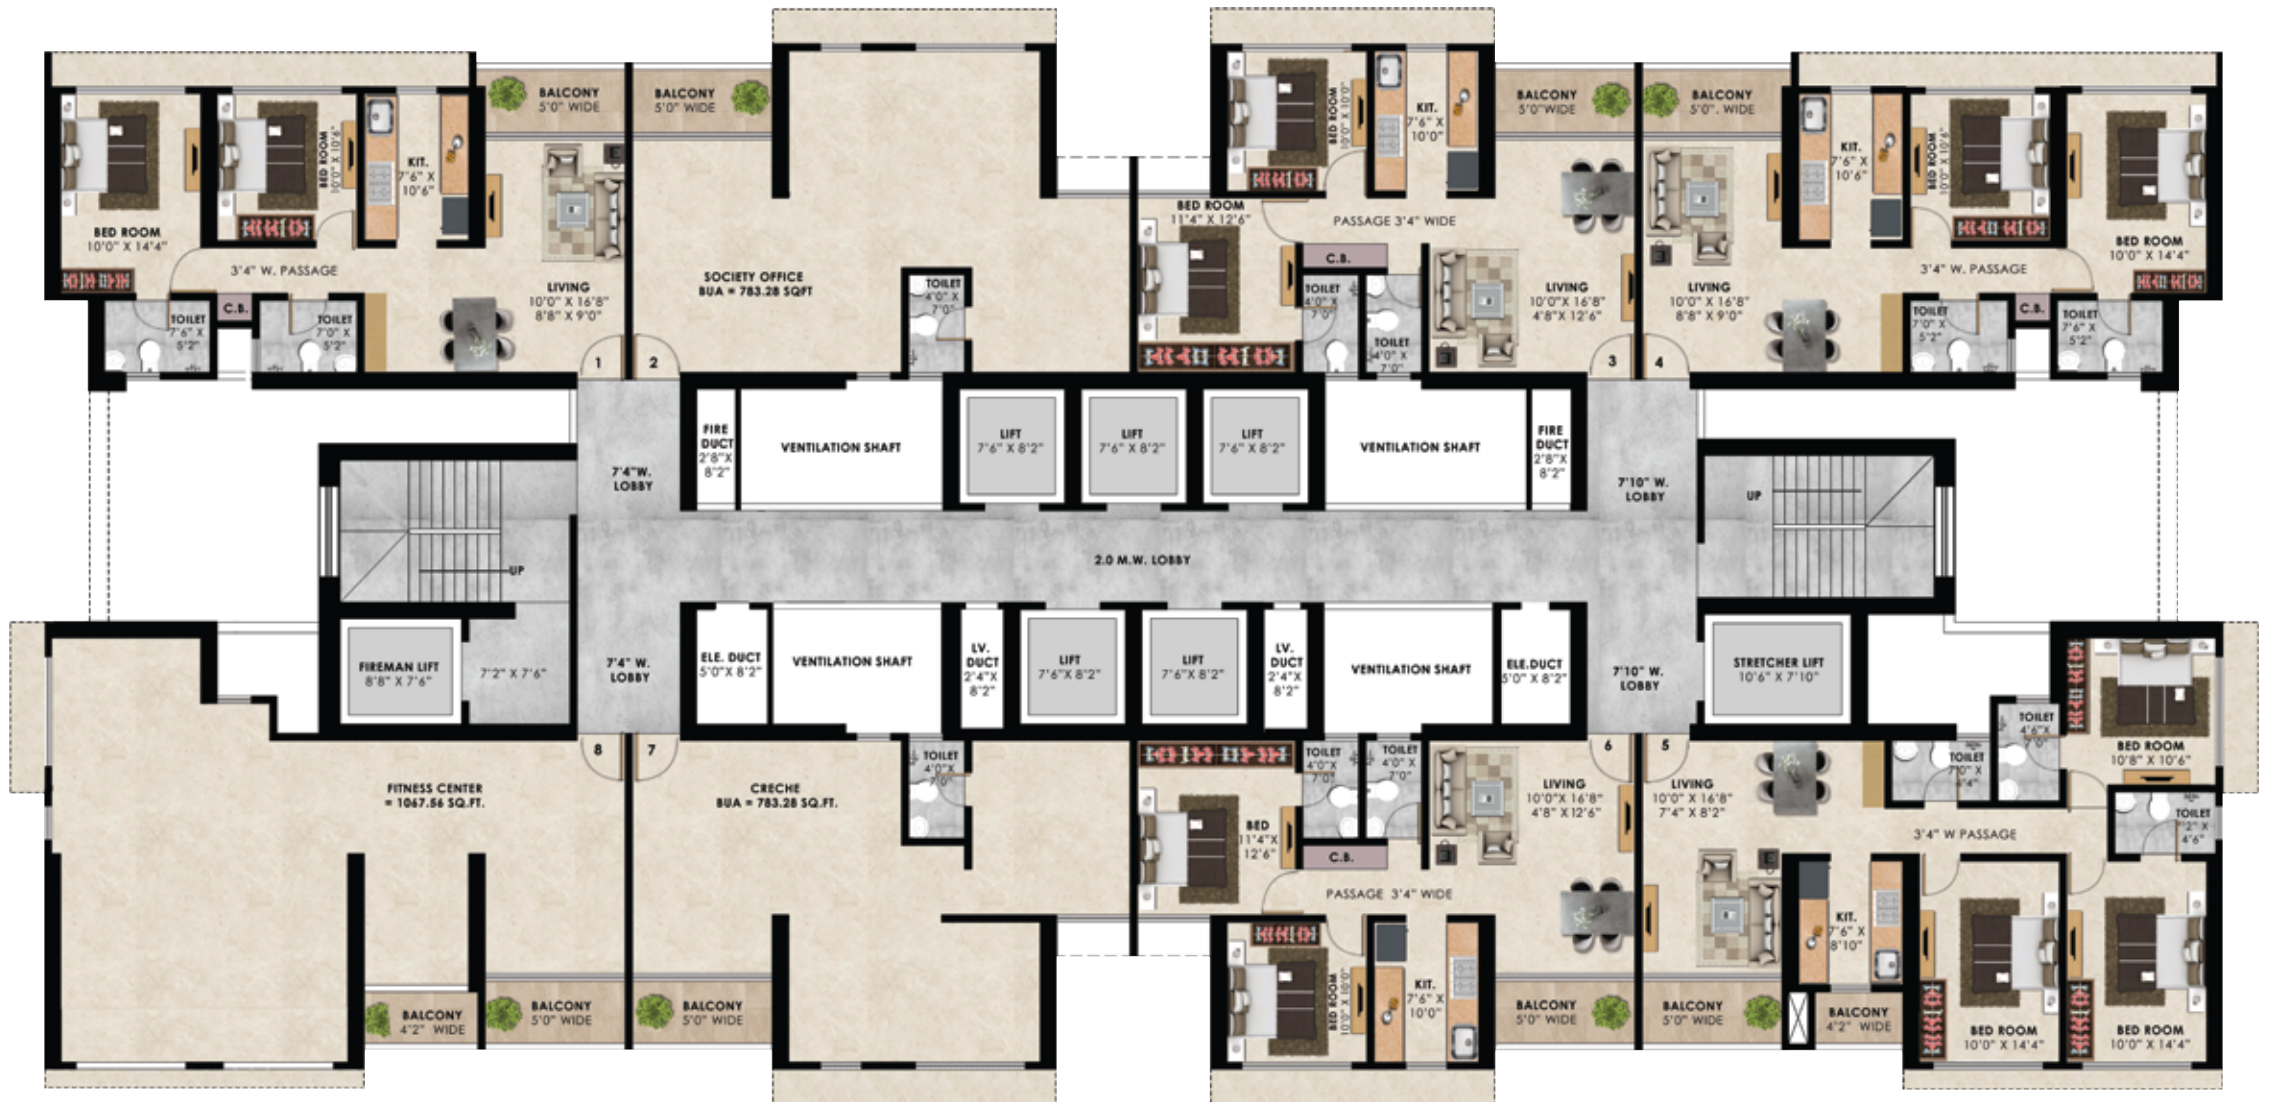 BALCONY
5'0" WIDE
BALCONY
5'0" WIDE
BED ROOM
10'0" X 10'6"
KIT.
7'6" X
10'6"
BED ROOM
10'0" X 14'4"
3'4" W. PASSAGE
C.B.
TOILET
7'6" X
5'2"
TOILET
7'0" X
5'2"
LIVING
10'0" X 16'8"
8'8" X 9'0"
1
2
SOCIETY OFFICE
BUA = 783.28 SQFT
TOILET
4'0" X
7'0"
BED ROOM
10'0" X 10'0"
KIT.
7'6" X
10'0"
BALCONY
5'0"WIDE
BALCONY
5'0". WIDE
BED ROOM
11'4" X 12'6"
PASSAGE 3'4" WIDE
C.B.
TOILET
4'0" X
7'0"
TOILET
4'0" X
7'0"
LIVING
10'0"X 16'8"
4'8"X 12'6"
3
4
LIVING
10'0" X 16'8"
8'8" X 9'0"
KIT.
7'6" X
10'6"
BED ROOM
10'0" X 10'6"
BED ROOM
10'0" X 14'4"
3'4" W. PASSAGE
TOILET
7'0" X
5'2"
C.B.
TOILET
7'6" X
5'2"
7'4"W.
LOBBY
FIRE
DUCT
2'8"X
8'2"
VENTILATION SHAFT
LIFT
7'6" X 8'2"
LIFT
7'6" X 8'2"
LIFT
7'6" X 8'2"
VENTILATION SHAFT
FIRE
DUCT
2'8"X
8'2"
7'10" W.
LOBBY
UP
UP
2.0 M.W. LOBBY
FIREMAN LIFT
8'8" X 7'6"
7'2" X 7'6"
7'4" W.
LOBBY
ELE. DUCT
5'0"X 8'2"
VENTILATION SHAFT
LV.
DUCT
2'4"X
8'2"
LIFT
7'6"X 8'2"
LIFT
7'6"X 8'2"
LV.
DUCT
2'4"X
8'2"
VENTILATION SHAFT
ELE.DUCT
5'0" X 8'2"
7'10" W.
LOBBY
STRETCHER LIFT
10'6" X 7'10"
8
7
FITNESS CENTER
= 1067.56 SQ.FT.
CRECHE
BUA = 783.28 SQ.FT.
TOILET
4'0"X
7'0"
BED
11'4"X
12'6"
TOILET
4'0"X
7'0"
TOILET
4'0" X
7'0"
C.B.
PASSAGE 3'4" WIDE
LIVING
10'0"X 16'8"
4'8" X12'6"
6
5
LIVING
10'0" X 16'8"
7'4" X 8'2"
TOILET
7'0" X
TOILET
4'6"X
7'0"
BED ROOM
10'8" X 10'6"
TOILET
4'6"
3'4" W PASSAGE
BALCONY
4'2" WIDE
BALCONY
5'0" WIDE
BALCONY
5'0" WIDE
BED ROOM
10'0" X 10'0"
KIT.
7'6" X
10'0"
BALCONY
5'0" WIDE
BALCONY
5'0" WIDE
KIT.
7'6" X
8'10"
BALCONY
4'2" WIDE
BED ROOM
10'0" X 14'4"
BED ROOM
10'0" X 14'4"